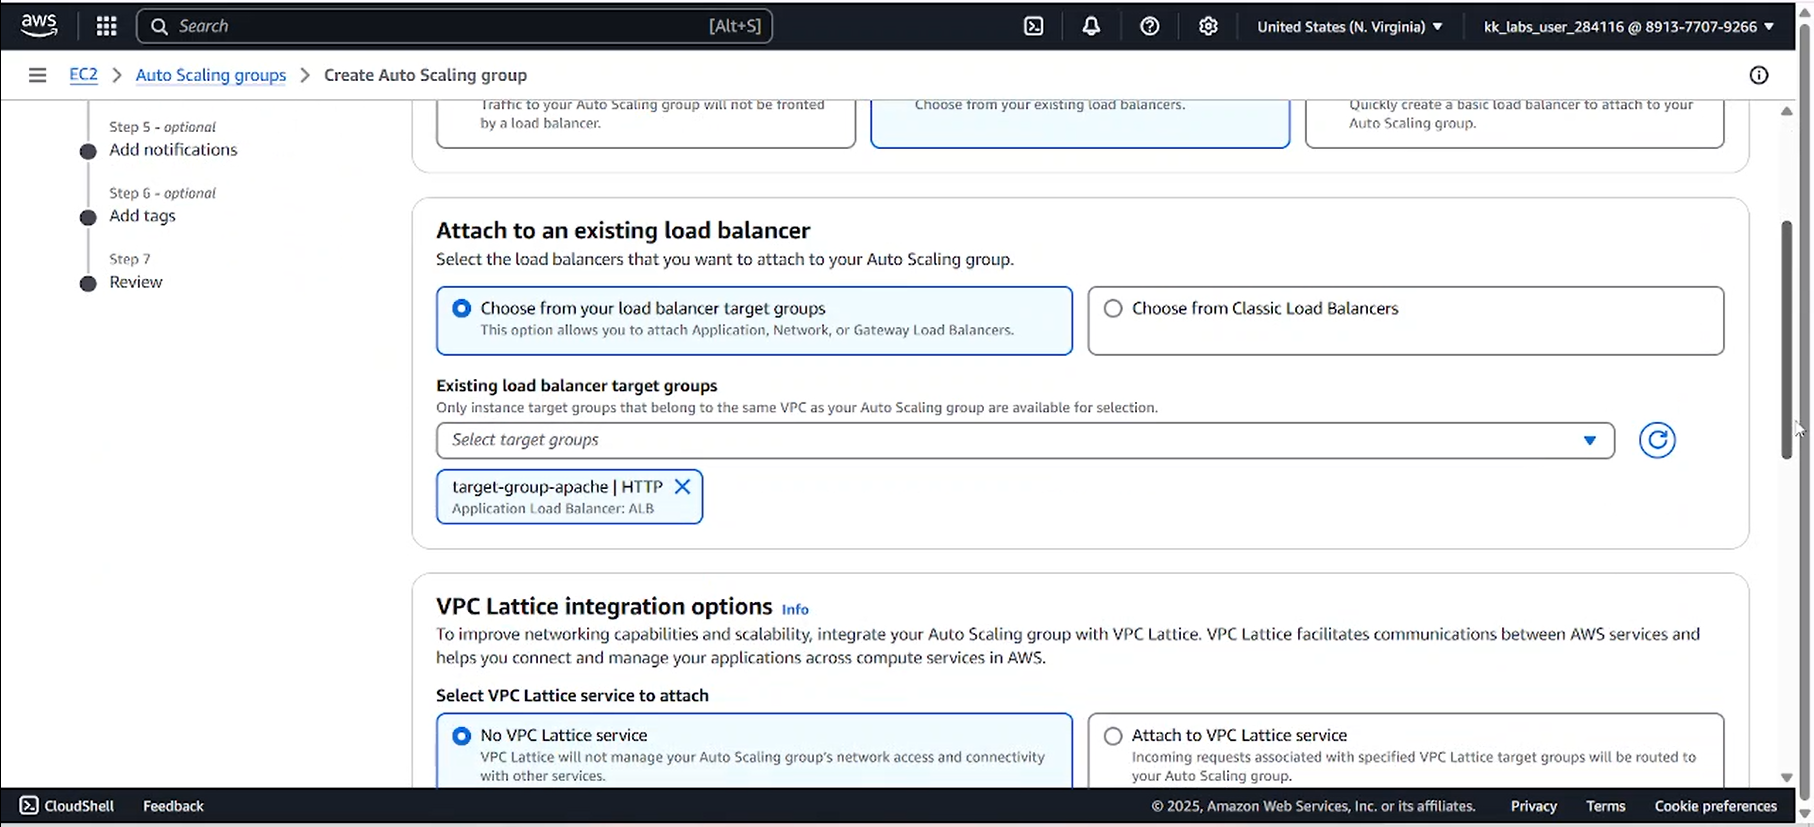 aws
Search [Alt+S]
United States (N. Virginia)
kk_labs_user_284116 @ 8913-7707-9266
EC2 > Auto Scaling groups > Create Auto Scaling group
Step 5 - optional
Add notifications
Step 6 - optional
Add tags
Step 7
Review
Traffic to your Auto Scaling group will not be fronted
by a load balancer.
Choose from your existing load balancers.
Quickly create a basic load balancer to attach to your
Auto Scaling group.
Attach to an existing load balancer
Select the load balancers that you want to attach to your Auto Scaling group.
Choose from your load balancer target groups
This option allows you to attach Application, Network, or Gateway Load Balancers.
Choose from Classic Load Balancers
Existing load balancer target groups
Only instance target groups that belong to the same VPC as your Auto Scaling group are available for selection.
Select target groups
target-group-apache | HTTP
Application Load Balancer: ALB
VPC Lattice integration options Info
To improve networking capabilities and scalability, integrate your Auto Scaling group with VPC Lattice. VPC Lattice facilitates communications between AWS services and
helps you connect and manage your applications across compute services in AWS.
Select VPC Lattice service to attach
No VPC Lattice service
VPC Lattice will not manage your Auto Scaling group's network access and connectivity
with other services.
Attach to VPC Lattice service
Incoming requests associated with specified VPC Lattice target groups will be routed to
your Auto Scaling group.
CloudShell Feedback
© 2025, Amazon Web Services, Inc. or its affiliates. Privacy Terms Cookie preferences